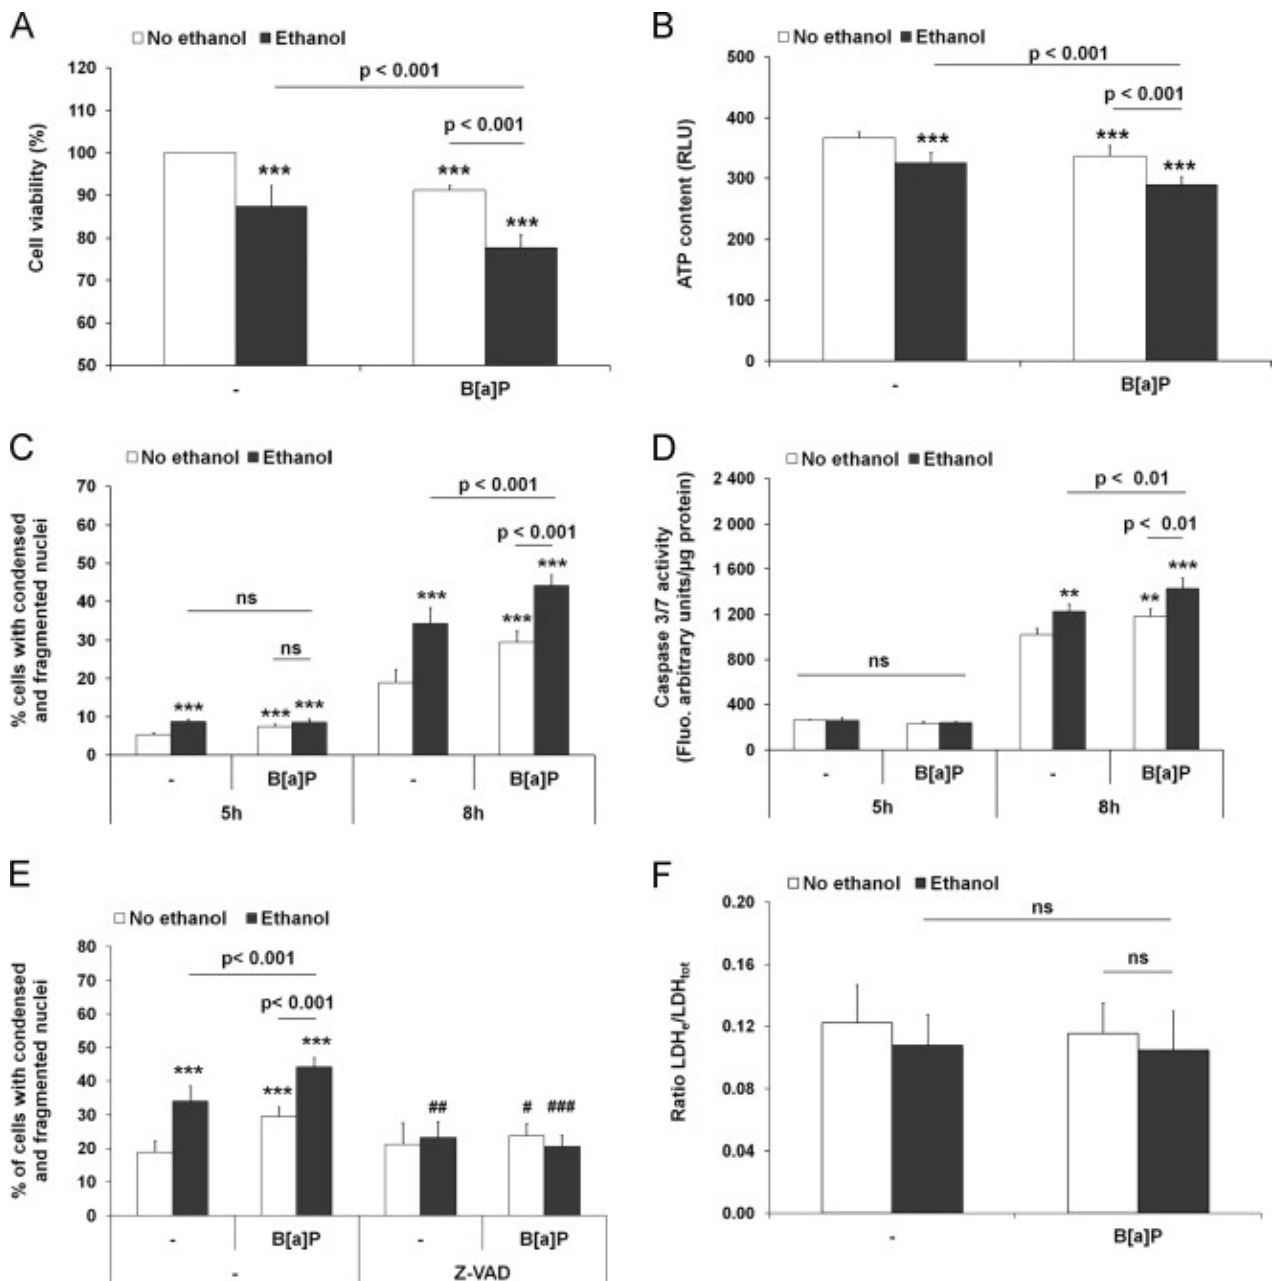 A
No ethanol Ethanol
120
110
100
90
80
70
60
50
Cell viability (%)
p < 0.001
p < 0.001
***
***
***
-
B[a]P
B
No ethanol Ethanol
500
400
300
200
100
0
ATP content (RLU)
p < 0.001
p < 0.001
***
***
***
-
B[a]P
C
No ethanol Ethanol
70
60
50
40
30
20
10
0
% cells with condensed
and fragmented nuclei
p < 0.001
p < 0.001
ns
ns
***
***
***
***
***
***
-
B[a]P
-
B[a]P
5h
8h
D
No ethanol Ethanol
2 400
2 000
1 600
1 200
800
400
0
Caspase 3/7 activity
(Fluo. arbitrary units/µg protein)
p < 0.01
p < 0.01
ns
**
**
***
-
B[a]P
-
B[a]P
5h
8h
E
No ethanol Ethanol
80
70
60
50
40
30
20
10
0
% of cells with condensed
and fragmented nuclei
p< 0.001
p< 0.001
***
***
***
##
#
###
-
B[a]P
-
B[a]P
-
Z-VAD
F
No ethanol Ethanol
0.20
0.16
0.12
0.08
0.04
0.00
Ratio LDHe/LDHtot
ns
ns
-
B[a]P